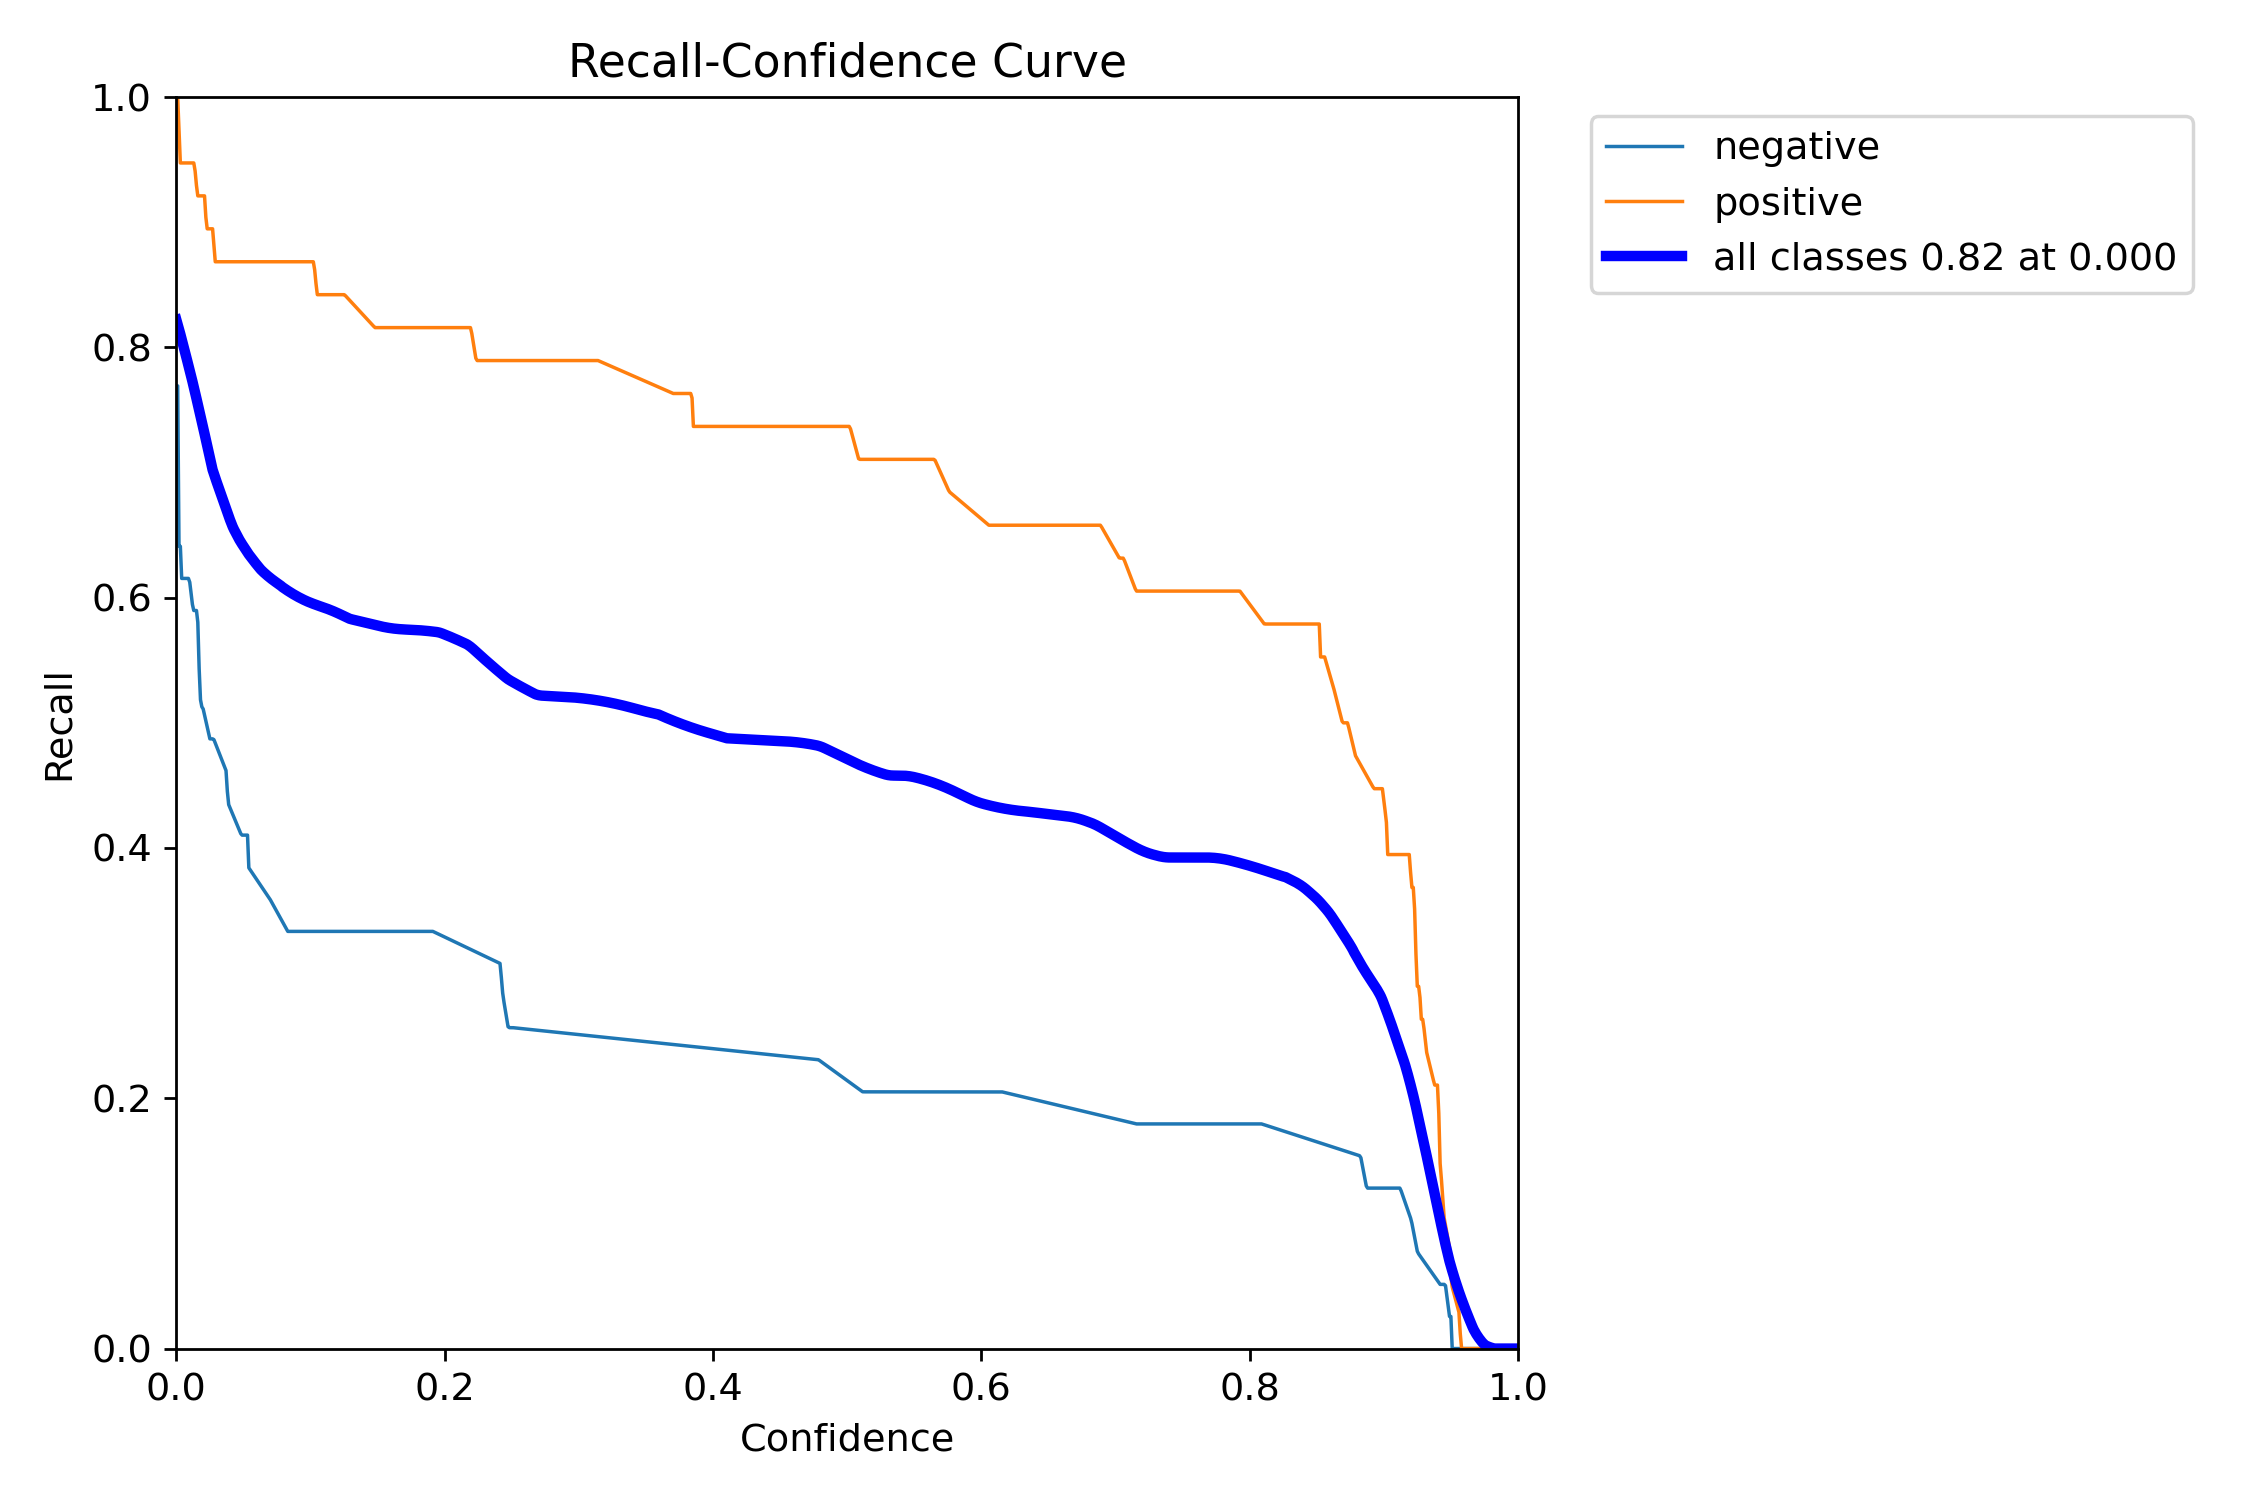 Recall-Confidence Curve
1.0
0.8
0.6
0.4
0.2
0.0
Recall
0.0 0.2 0.4 0.6 0.8 1.0
Confidence
negative
positive
all classes 0.82 at 0.000